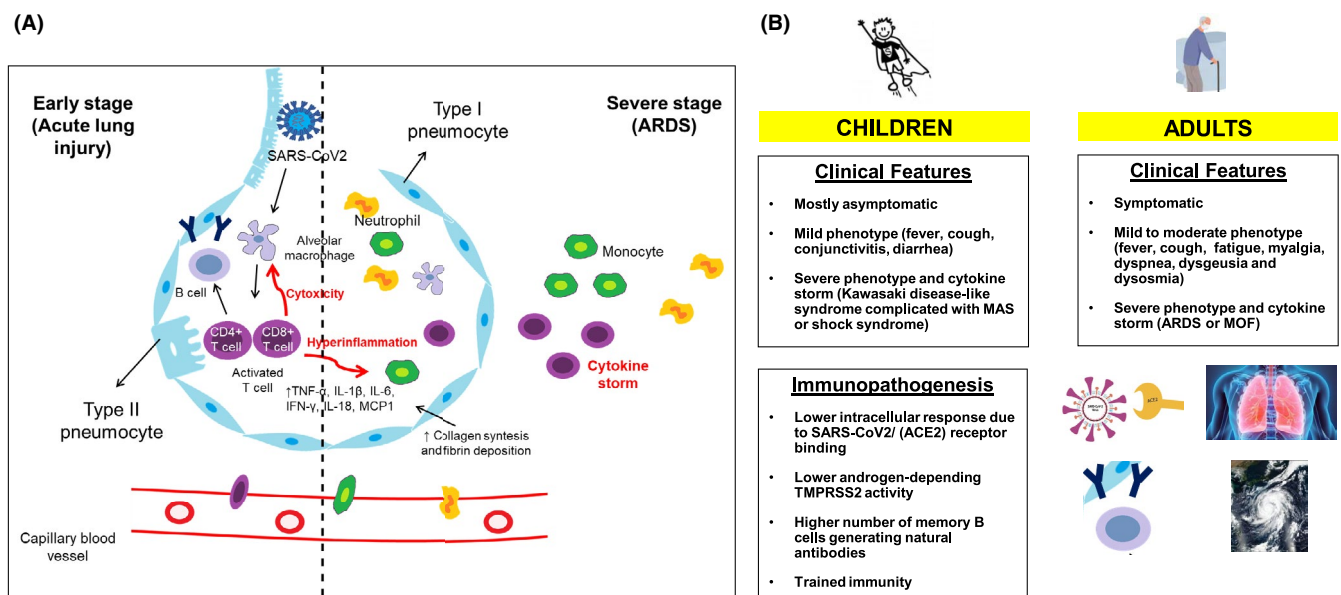 (A)
Early stage
(Acute lung
injury)
SARS-CoV2
Type I
pneumocyte
Severe stage
(ARDS)
Neutrophil
Alveolar
macrophage
Monocyte
B cell
Cytoxicity
CD4+
T cell
CD8+
T cell
Hyperinflammation
Activated
T cell
Cytokine
storm
↑TNF-α, IL-1β, IL-6,
IFN-γ, IL-18, MCP1
Type II
pneumocyte
↑ Collagen syntesis
and fibrin deposition
Capillary blood
vessel
(B)
CHILDREN
Clinical Features
• Mostly asymptomatic
• Mild phenotype (fever, cough,
conjunctivitis, diarrhea)
• Severe phenotype and cytokine
storm (Kawasaki disease-like
syndrome complicated with MAS
or shock syndrome)
Immunopathogenesis
• Lower intracellular response due
to SARS-CoV2/ (ACE2) receptor
binding
• Lower androgen-depending
TMPRSS2 activity
• Higher number of memory B
cells generating natural
antibodies
• Trained immunity
ADULTS
Clinical Features
• Symptomatic
• Mild to moderate phenotype
(fever, cough, fatigue, myalgia,
dyspnea, dysgeusia and
dysosmia)
• Severe phenotype and cytokine
storm (ARDS or MOF)
ACE2